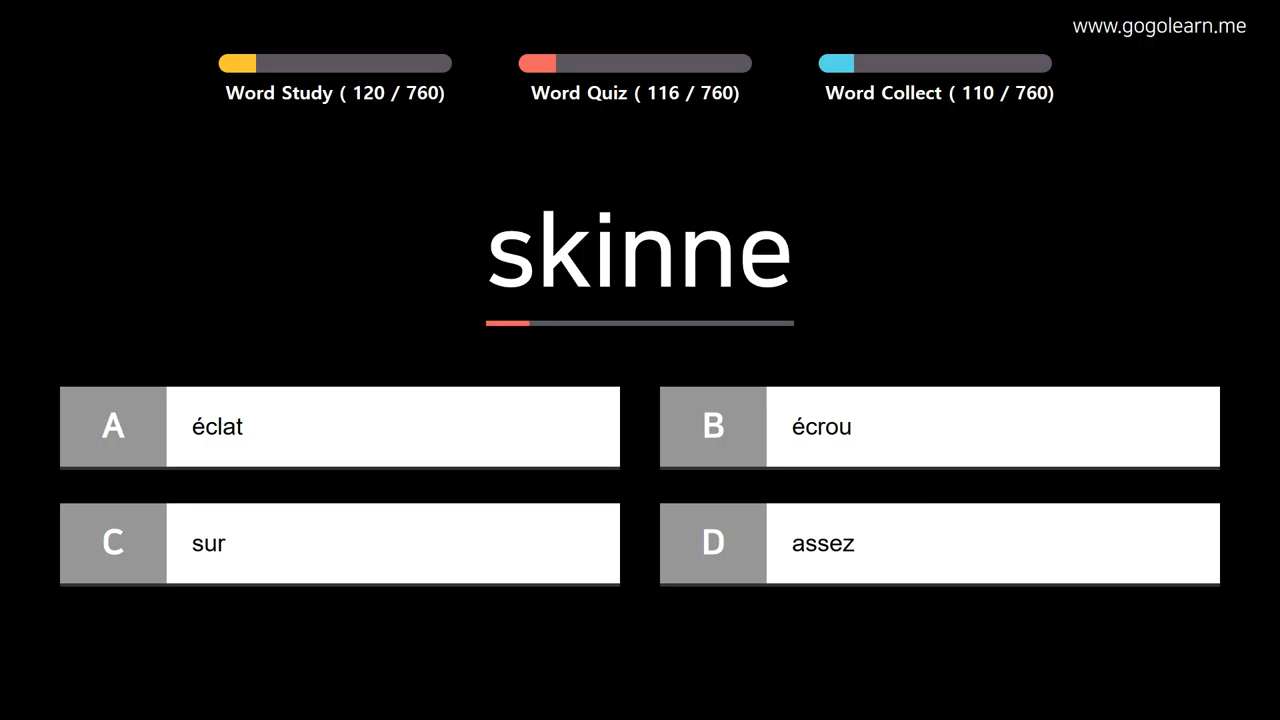 www.gogolearn.me
Word Study ( 120 / 760)
Word Quiz ( 116 / 760)
Word Collect ( 110 / 760)
skinne
A éclat
B écrou
C sur
D assez